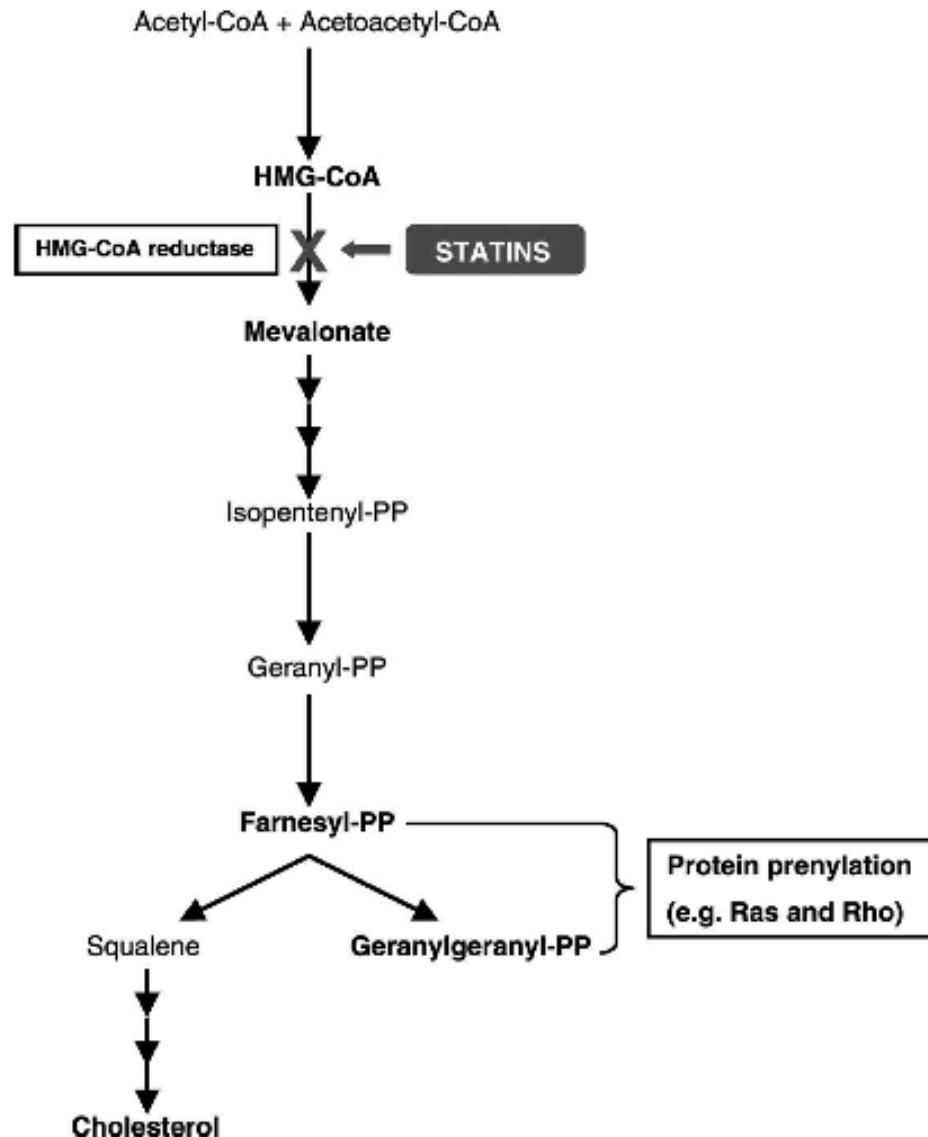 Acetyl-CoA + Acetoacetyl-CoA
HMG-CoA
HMG-CoA reductase
X
STATINS
Mevalonate
Isopentenyl-PP
Geranyl-PP
Farnesyl-PP
Protein prenylation
(e.g. Ras and Rho)
Squalene
Geranylgeranyl-PP
Cholesterol